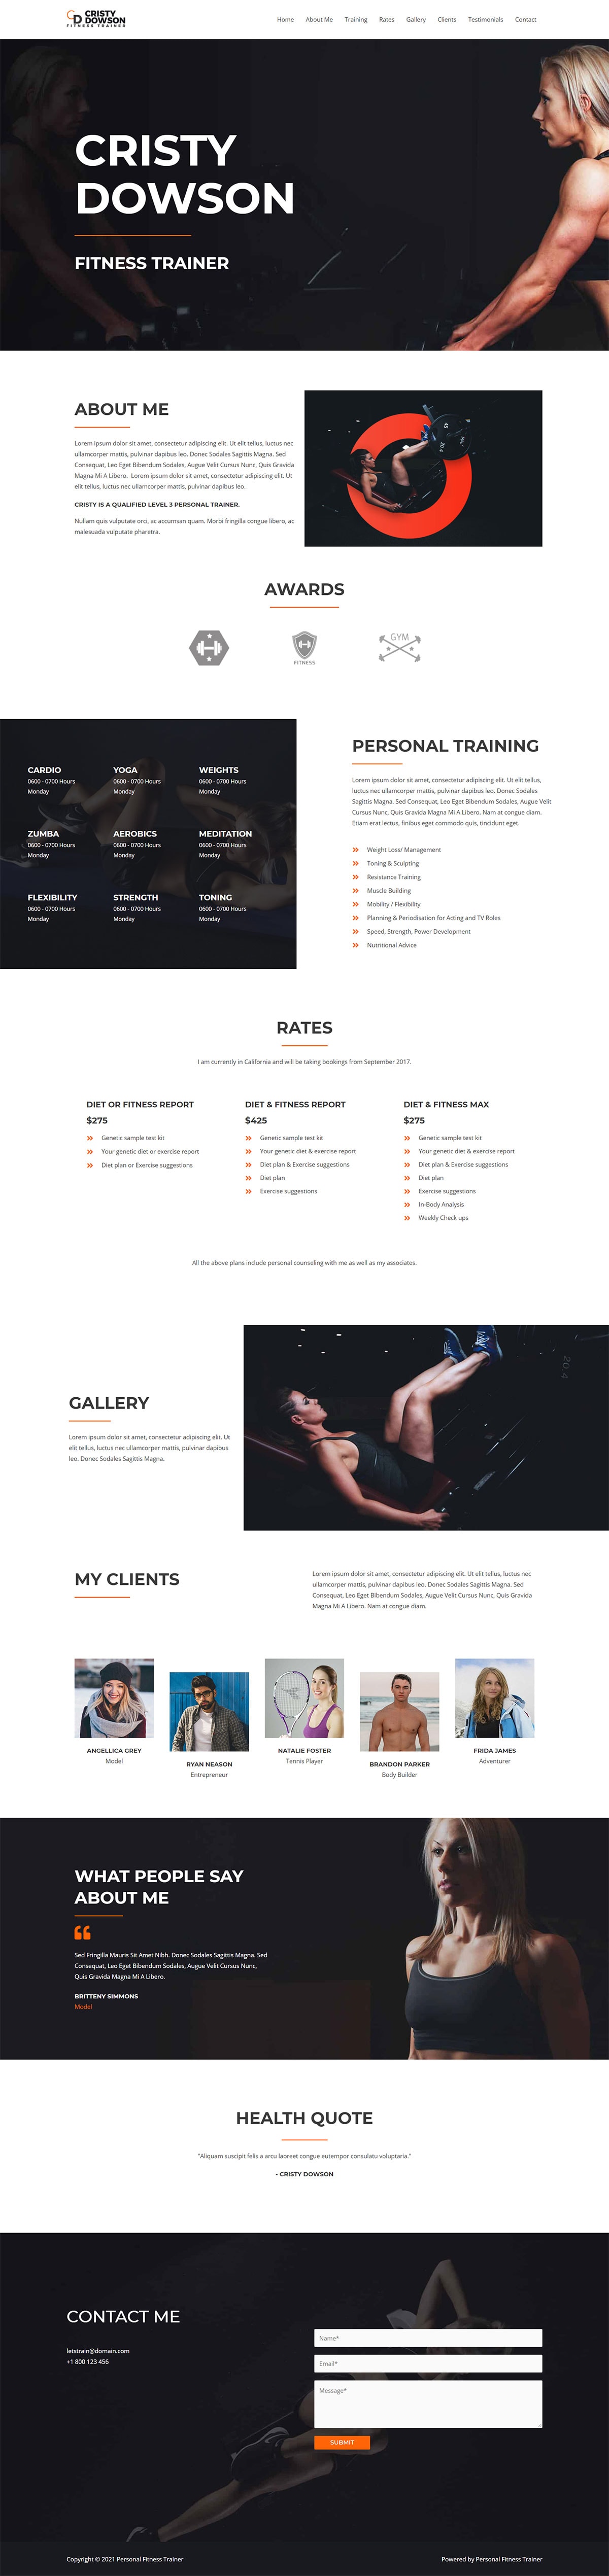 CRISTY
DOWSON
FITNESS TRAINER
Home About Me Training Rates Gallery Clients Testimonials Contact
CRISTY
DOWSON
FITNESS TRAINER
ABOUT ME
Lorem ipsum dolor sit amet, consectetur adipiscing elit. Ut elit tellus, luctus nec
ullamcorper mattis, pulvinar dapibus leo. Donec Sodales Sagittis Magna. Sed
Consequat, Leo Eget Bibendum Sodales, Augue Velit Cursus Nunc, Quis Gravida
Magna Mi A Libero. Lorem ipsum dolor sit amet, consectetur adipiscing elit. Ut
elit tellus, luctus nec ullamcorper mattis, pulvinar dapibus leo.
CRISTY IS A QUALIFIED LEVEL 3 PERSONAL TRAINER.
Nullam quis vulputate orci, ac accumsan quam. Morbi fringilla congue libero, ac
malesuada vulputate pharetra.
20.4
AWARDS
FITNESS
GYM
CARDIO
0600 - 0700 Hours
Monday
YOGA
0600 - 0700 Hours
Monday
WEIGHTS
0600 - 0700 Hours
Monday
ZUMBA
0600 - 0700 Hours
Monday
AEROBICS
0600 - 0700 Hours
Monday
MEDITATION
0600 - 0700 Hours
Monday
FLEXIBILITY
0600 - 0700 Hours
Monday
STRENGTH
0600 - 0700 Hours
Monday
TONING
0600 - 0700 Hours
Monday
PERSONAL TRAINING
Lorem ipsum dolor sit amet, consectetur adipiscing elit. Ut elit tellus,
luctus nec ullamcorper mattis, pulvinar dapibus leo. Donec Sodales
Sagittis Magna. Sed Consequat, Leo Eget Bibendum Sodales, Augue Velit
Cursus Nunc, Quis Gravida Magna Mi A Libero. Nam at congue diam.
Etiam erat lectus, finibus eget commodo quis, tincidunt eget.
Weight Loss/ Management
Toning & Sculpting
Resistance Training
Muscle Building
Mobility / Flexibility
Planning & Periodisation for Acting and TV Roles
Speed, Strength, Power Development
Nutritional Advice
RATES
I am currently in California and will be taking bookings from September 2017.
DIET OR FITNESS REPORT
$275
Genetic sample test kit
Your genetic diet or exercise report
Diet plan or Exercise suggestions
DIET & FITNESS REPORT
$425
Genetic sample test kit
Your genetic diet & exercise report
Diet plan & Exercise suggestions
Diet plan
Exercise suggestions
DIET & FITNESS MAX
$275
Genetic sample test kit
Your genetic diet & exercise report
Diet plan & Exercise suggestions
Diet plan
Exercise suggestions
In-Body Analysis
Weekly Check ups
All the above plans include personal counseling with me as well as my associates.
GALLERY
Lorem ipsum dolor sit amet, consectetur adipiscing elit. Ut
elit tellus, luctus nec ullamcorper mattis, pulvinar dapibus
leo. Donec Sodales Sagittis Magna.
20.4
MY CLIENTS
Lorem ipsum dolor sit amet, consectetur adipiscing elit. Ut elit tellus, luctus nec
ullamcorper mattis, pulvinar dapibus leo. Donec Sodales Sagittis Magna. Sed
Consequat, Leo Eget Bibendum Sodales, Augue Velit Cursus Nunc, Quis Gravida
Magna Mi A Libero. Nam at congue diam.
ANGELLICA GREY
Model
RYAN NEASON
Entrepreneur
NATALIE FOSTER
Tennis Player
BRANDON PARKER
Body Builder
FRIDA JAMES
Adventurer
WHAT PEOPLE SAY
ABOUT ME
Sed Fringilla Mauris Sit Amet Nibh. Donec Sodales Sagittis Magna. Sed
Consequat, Leo Eget Bibendum Sodales, Augue Velit Cursus Nunc,
Quis Gravida Magna Mi A Libero.
BRITTENY SIMMONS
Model
HEALTH QUOTE
"Aliquam suscipit felis a arcu laoreet congue eutempor consulatu voluptaria."
- CRISTY DOWSON
CONTACT ME
letstrain@domain.com
+1 800 123 456
Name*
Email*
Message*
SUBMIT
Copyright © 2021 Personal Fitness Trainer
Powered by Personal Fitness Trainer